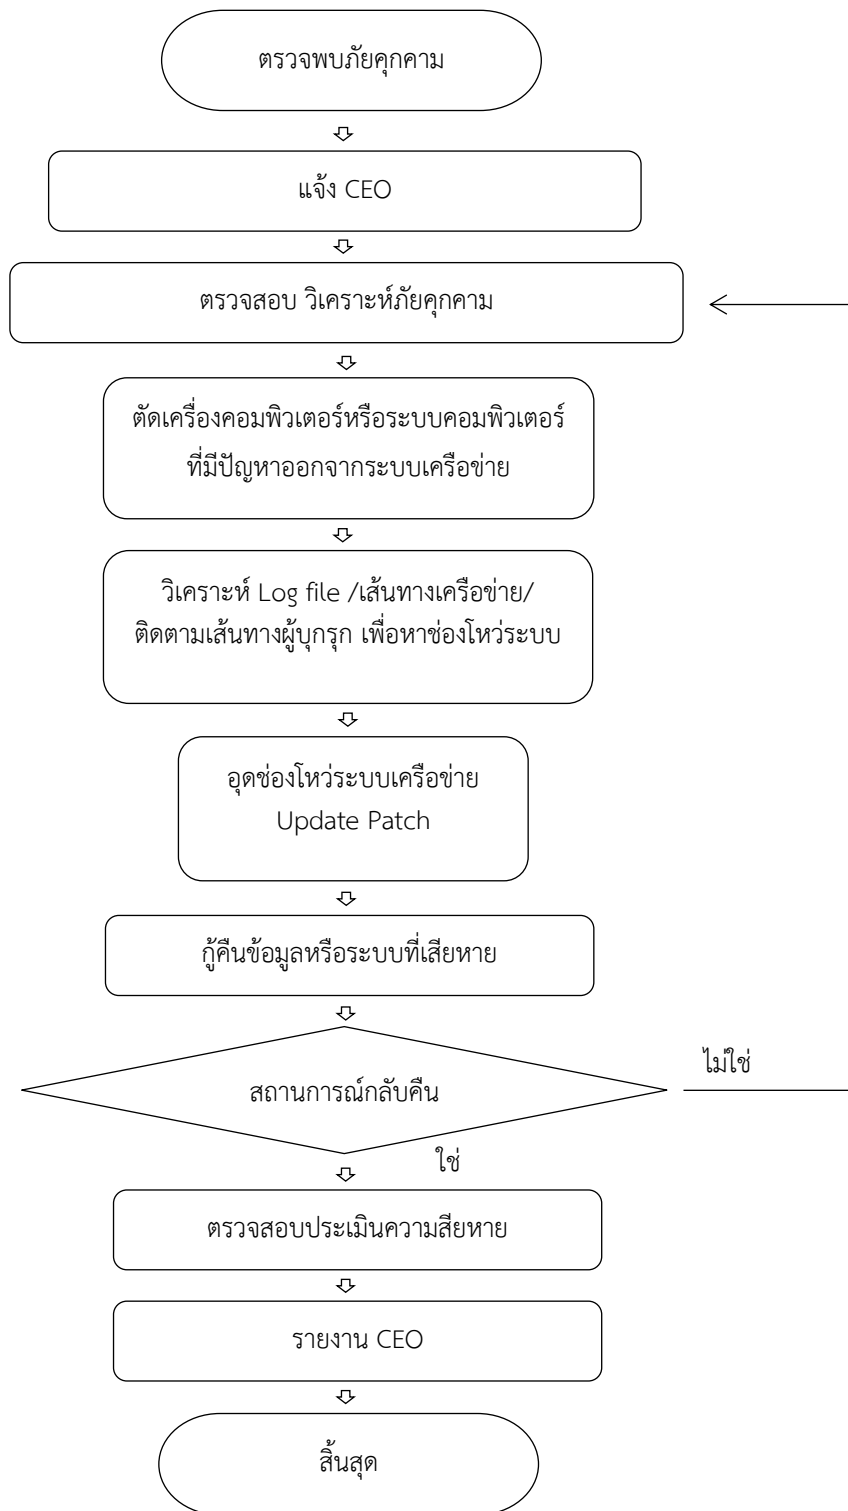 ตรวจพบภัยคุกคาม
แจ้ง CEO
ตรวจสอบ วิเคราะห์ภัยคุกคาม
ตัดเครื่องคอมพิวเตอร์หรือระบบคอมพิวเตอร์
ที่มีปัญหาออกจากระบบเครือข่าย
วิเคราะห์ Log file /เส้นทางเครือข่าย/
ติดตามเส้นทางผู้บุกรุก เพื่อหาช่องโหว่ระบบ
อุดช่องโหว่ระบบเครือข่าย
Update Patch
กู้คืนข้อมูลหรือระบบที่เสียหาย
ไม่ใช่
สถานการณ์กลับคืน
ใช่
ตรวจสอบประเมินความสียหาย
รายงาน CEO
สิ้นสุด